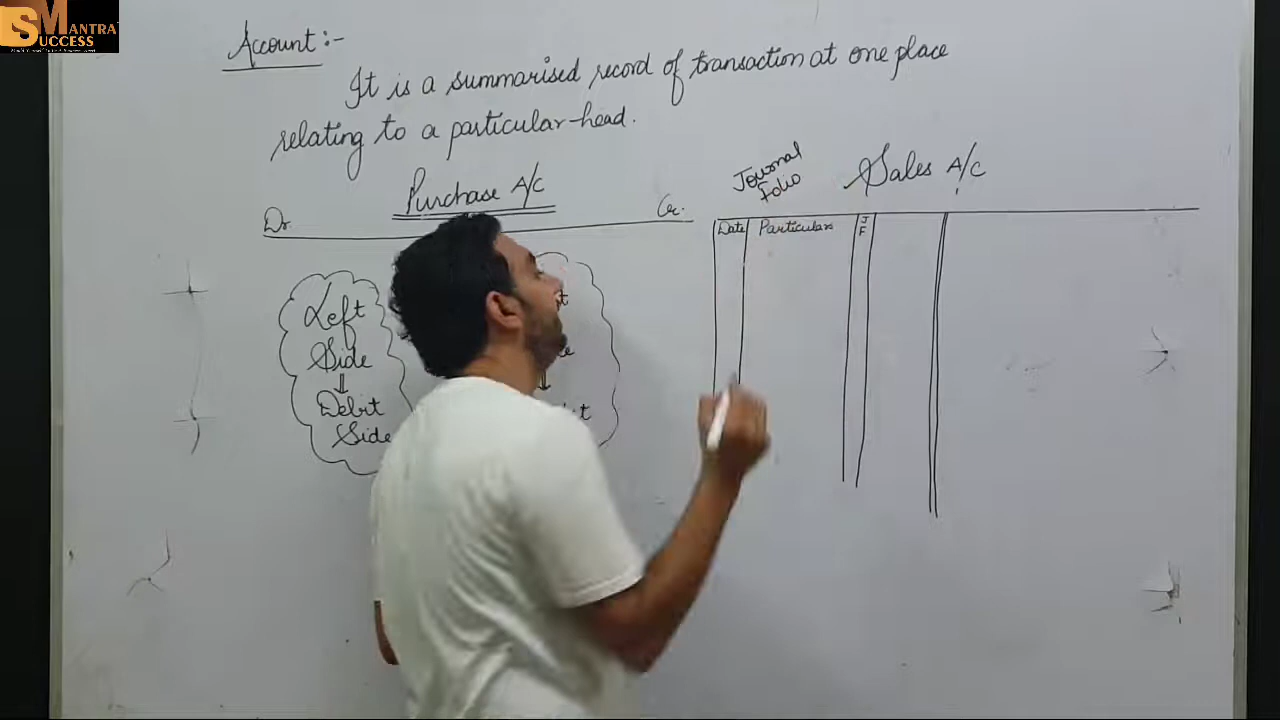 MANTRA
SUCCESS
Account:-
It is a summarised record of transaction at one place
relating to a particular head.
Purchase A/C
Dr.
Cr.
Left
Side
⇓
Debit
Side
Journal
Folio
Sales A/C
Date
Particulars
JF